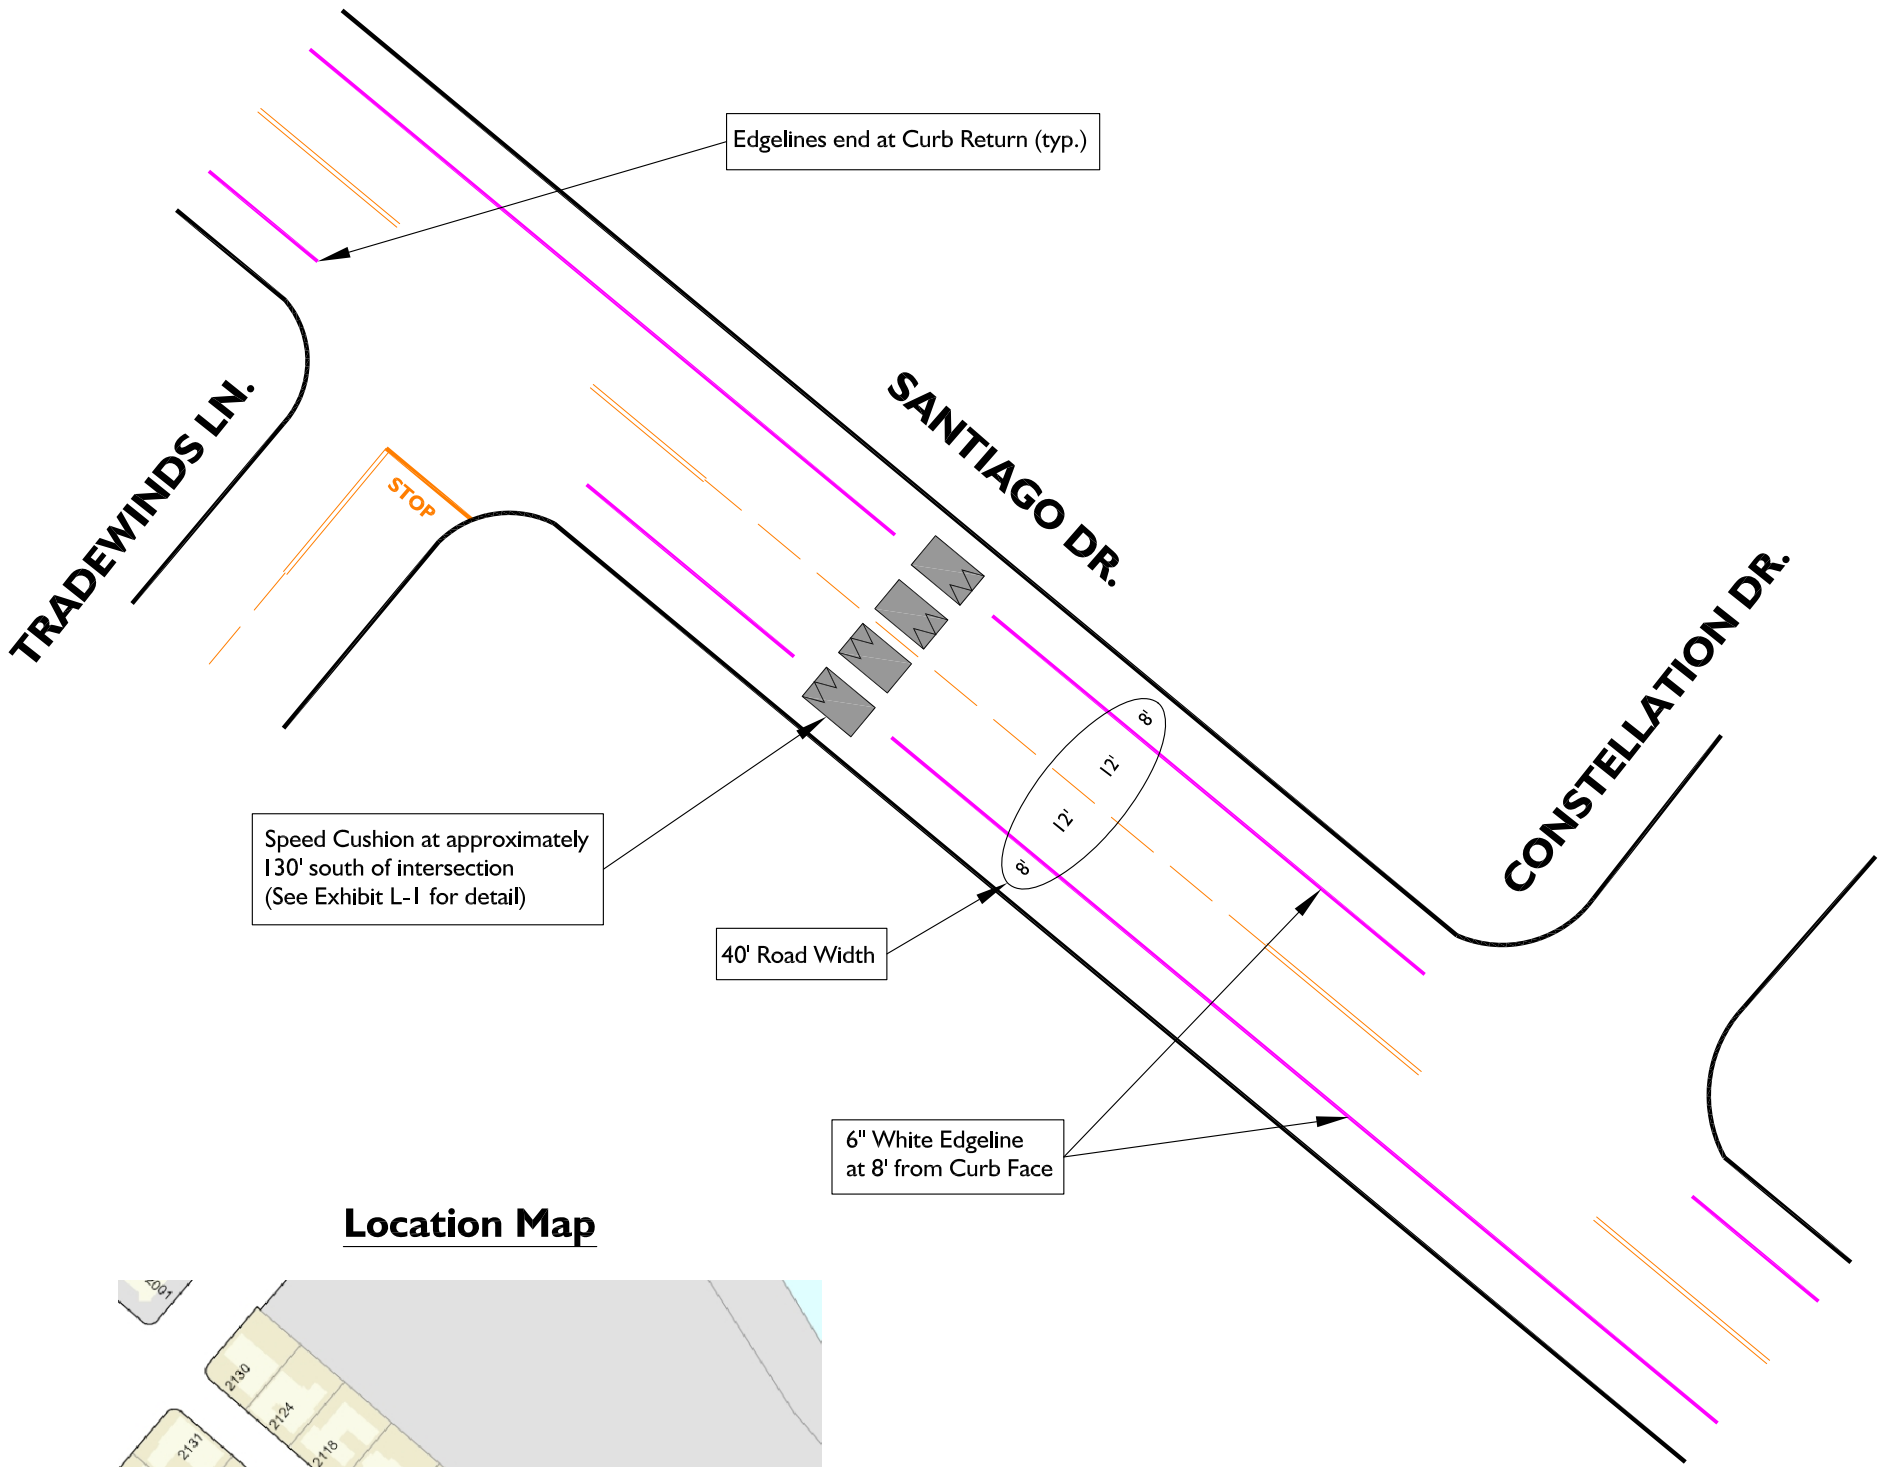 Edgelines end at Curb Return (typ.)
SANTIAGO DR.
TRADEWINDS LN.
STOP
CONSTELLATION DR.
8'
12'
12'
8'
Speed Cushion at approximately
130' south of intersection
(See Exhibit L-1 for detail)
40' Road Width
6" White Edgeline
at 8' from Curb Face
Location Map
2001
2130
2124
2118
2131